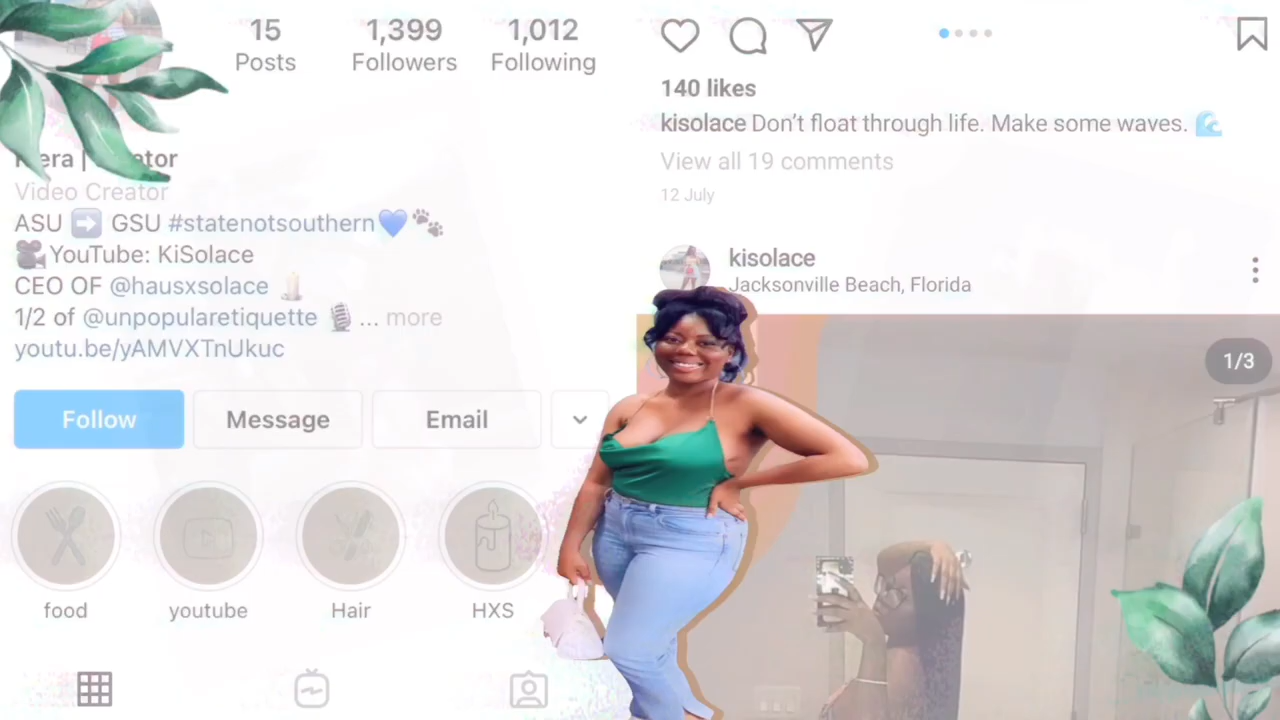 15
Posts
1,399
Followers
1,012
Following
Video Creator
ASU ➡️ GSU #statenotsouthern💙🐾
🎥YouTube: KiSolace
CEO OF @hausxsolace 🕯️
1/2 of @unpopularetiquette 🎙️ ... more
youtu.be/yAMVXTnUkuc
Follow
Message
Email
food
youtube
Hair
HXS
140 likes
kisolace Don't float through life. Make some waves. 🌊
View all 19 comments
12 July
kisolace
Jacksonville Beach, Florida
1/3